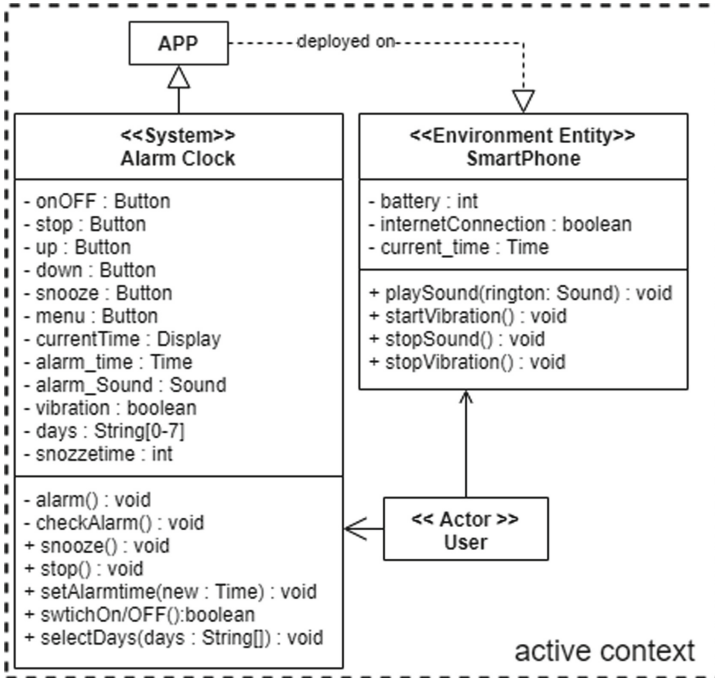 APP
deployed on
<<System>>
Alarm Clock
- onOFF : Button
- stop : Button
- up : Button
- down : Button
- snooze : Button
- menu : Button
- currentTime : Display
- alarm_time : Time
- alarm_Sound : Sound
- vibration : boolean
- days : String[0-7]
- snozzetime : int
- alarm() : void
- checkAlarm() : void
+ snooze() : void
+ stop() : void
+ setAlarmtime(new : Time) : void
+ swtichOn/OFF():boolean
+ selectDays(days : String[]) : void
<<Environment Entity>>
SmartPhone
- battery : int
- internetConnection : boolean
- current_time : Time
+ playSound(rington: Sound) : void
+ startVibration() : void
+ stopSound() : void
+ stopVibration() : void
<< Actor >>
User
active context